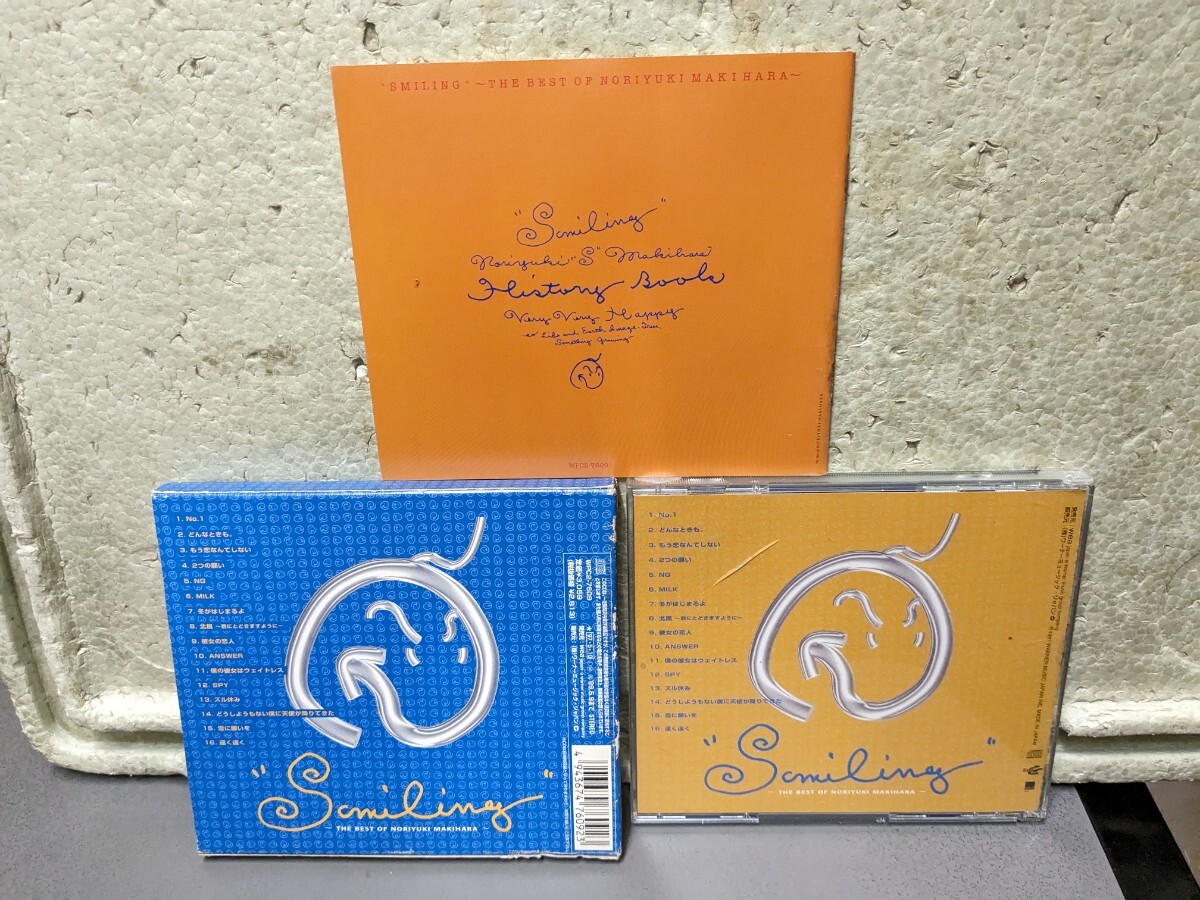 "SMILING" ~THE BEST OF NORIYUKI MAKIHARA~
"Smiling"
Noriyuki "S" Makihara
History Book
Very Very Happy
Something Growing
WPCS-7609
1. No.1
2. どんなときも。
3. もう恋なんてしない
4. 2つの願い
5. NG
6. MILK
7. 冬がはじまるよ
8. 北風 ~君にとどきますように~
9. 彼女の恋人
10. ANSWER
11. 僕の彼女はウェイトレス
12. SPY
13. ズル休み
14. どうしようもない僕に天使が降りてきた
15. 雪に願いを
16. 遠く遠く
"Smiling"
THE BEST OF NORIYUKI MAKIHARA ~
4 943674 760923
1. No.1
2. どんなときも。
3. もう恋なんてしない
4. 2つの願い
5. NG
6. MILK
7. 冬がはじまるよ
8. 北風 ~君にとどきますように~
9. 彼女の恋人
10. ANSWER
11. 僕の彼女はウェイトレス
12. SPY
13. ズル休み
14. どうしようもない僕に天使が降りてきた
15. 雪に願いを
16. 遠く遠く
"Smiling"
THE BEST OF NORIYUKI MAKIHARA ~